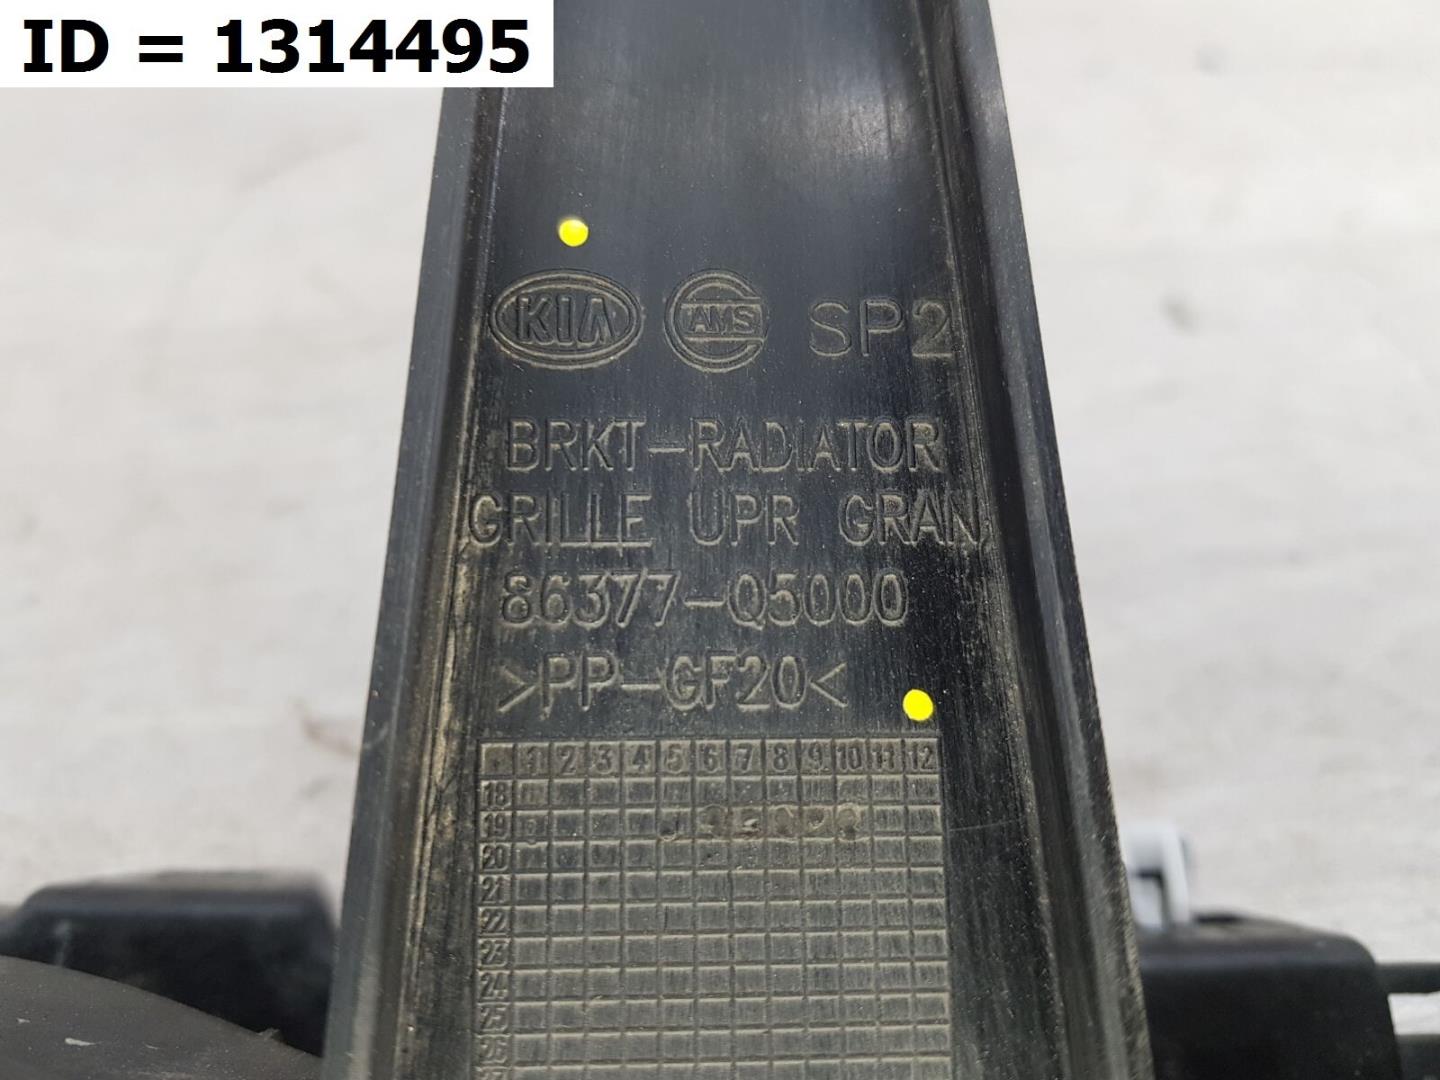 ID = 1314495
KIA AMS SP2
BRKT-RADIATOR
GRILLE UPR GRAN
86377-Q5000
>PP-GF20<
1 2 3 4 5 6 7 8 9 10 11 12
18
19
20
21
22
23
24
25
26